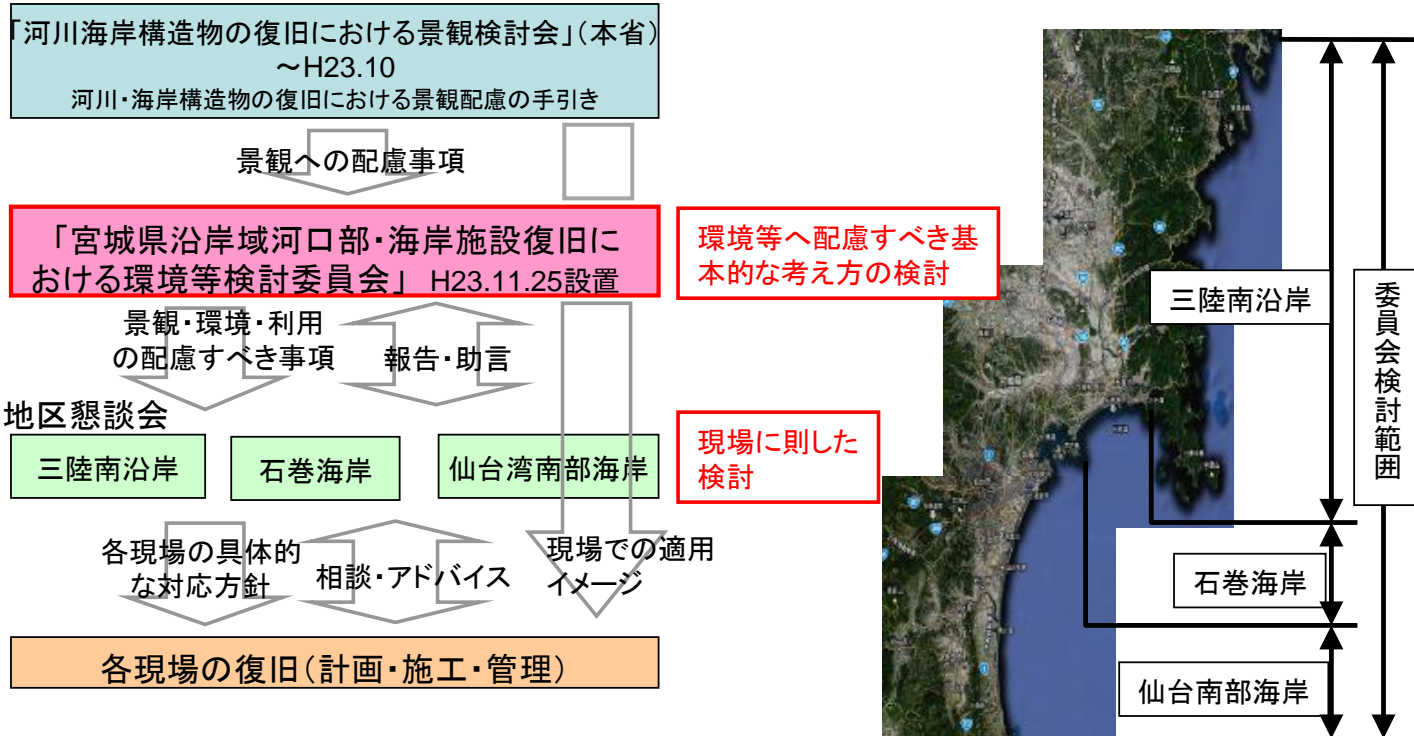 「河川海岸構造物の復旧における景観検討会」(本省)
～H23.10
河川・海岸構造物の復旧における景観配慮の手引き
景観への配慮事項
「宮城県沿岸域河口部・海岸施設復旧に
おける環境等検討委員会」 H23.11.25設置
環境等へ配慮すべき基
本的な考え方の検討
景観・環境・利用
の配慮すべき事項
報告・助言
地区懇談会
三陸南沿岸
石巻海岸
仙台湾南部海岸
現場に則した
検討
各現場の具体的
な対応方針
相談・アドバイス
現場での適用
イメージ
各現場の復旧(計画・施工・管理)
三陸南沿岸
石巻海岸
仙台南部海岸
委員会検討範囲